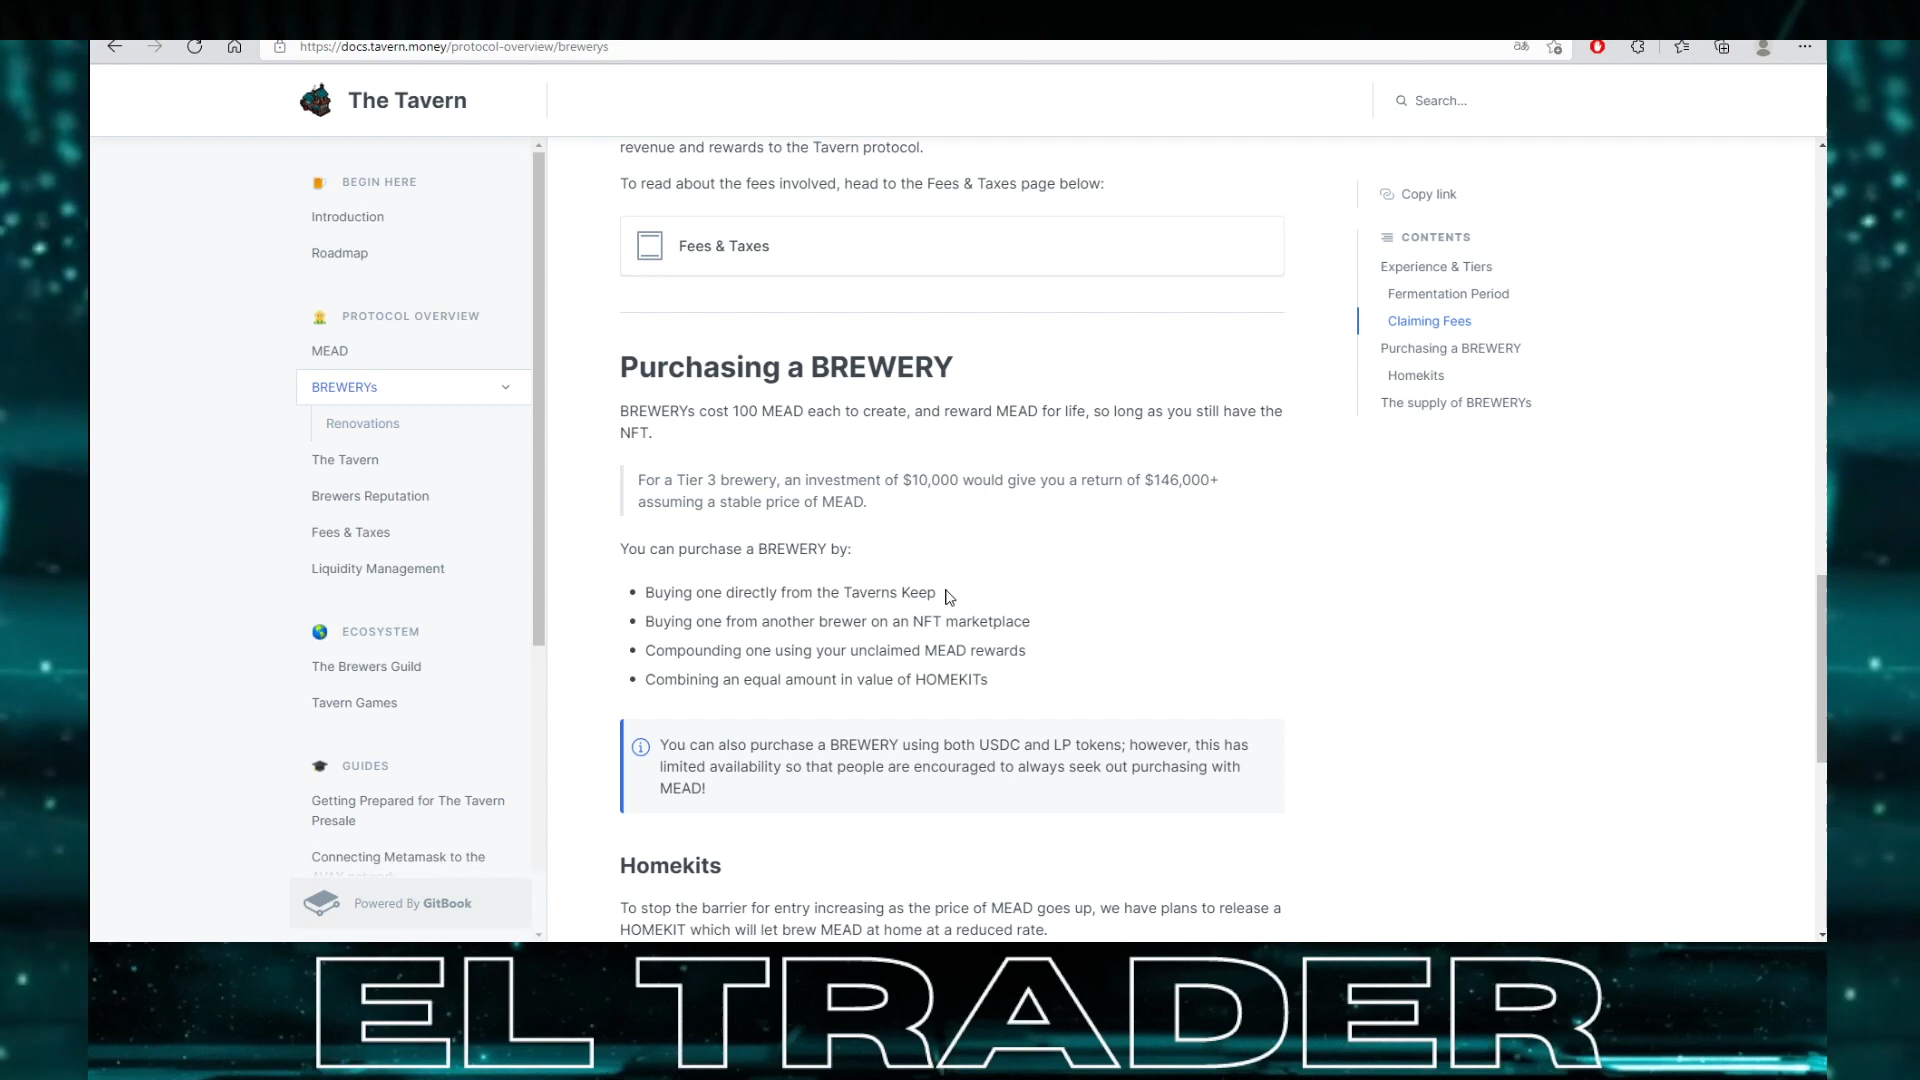 https://docs.tavern.money/protocol-overview/brewerys
The Tavern
Search...
BEGIN HERE
Introduction
Roadmap
PROTOCOL OVERVIEW
MEAD
BREWERYs
Renovations
The Tavern
Brewers Reputation
Fees & Taxes
Liquidity Management
ECOSYSTEM
The Brewers Guild
Tavern Games
GUIDES
Getting Prepared for The Tavern
Presale
Connecting Metamask to the
AVAX network
Powered By GitBook
revenue and rewards to the Tavern protocol.
To read about the fees involved, head to the Fees & Taxes page below:
Fees & Taxes
Purchasing a BREWERY
BREWERYs cost 100 MEAD each to create, and reward MEAD for life, so long as you still have the
NFT.
For a Tier 3 brewery, an investment of $10,000 would give you a return of $146,000+
assuming a stable price of MEAD.
You can purchase a BREWERY by:
• Buying one directly from the Taverns Keep
• Buying one from another brewer on an NFT marketplace
• Compounding one using your unclaimed MEAD rewards
• Combining an equal amount in value of HOMEKITs
You can also purchase a BREWERY using both USDC and LP tokens; however, this has
limited availability so that people are encouraged to always seek out purchasing with
MEAD!
Homekits
To stop the barrier for entry increasing as the price of MEAD goes up, we have plans to release a
HOMEKIT which will let brew MEAD at home at a reduced rate.
Copy link
CONTENTS
Experience & Tiers
Fermentation Period
Claiming Fees
Purchasing a BREWERY
Homekits
The supply of BREWERYs
EL TRADER